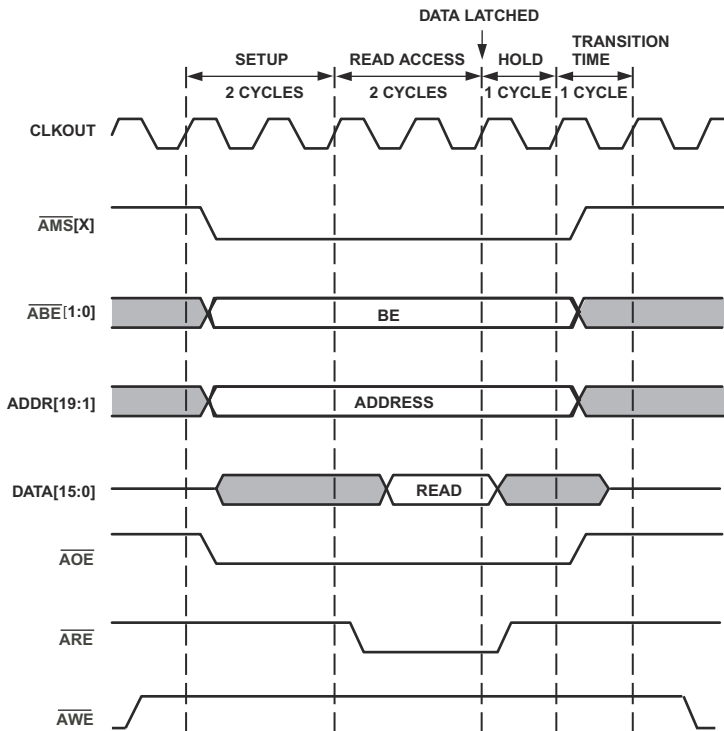 DATA LATCHED
SETUP
READ ACCESS
HOLD
TRANSITION
TIME
2 CYCLES
2 CYCLES
1 CYCLE
1 CYCLE
CLKOUT
AMS[X]
ABE[1:0]
BE
ADDR[19:1]
ADDRESS
DATA[15:0]
READ
AOE
ARE
AWE